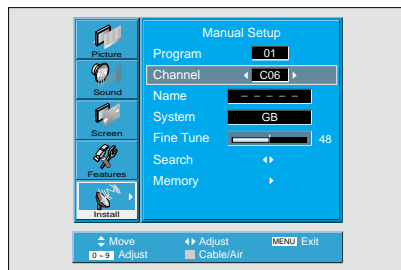 Manual Setup
Picture
Program 01
Channel C06
Sound
Name – – – – –
System GB
Screen
Fine Tune 48
Search
Features
Memory
Install
Move Adjust MENU Exit
0 ~ 9 Adjust Cable/Air